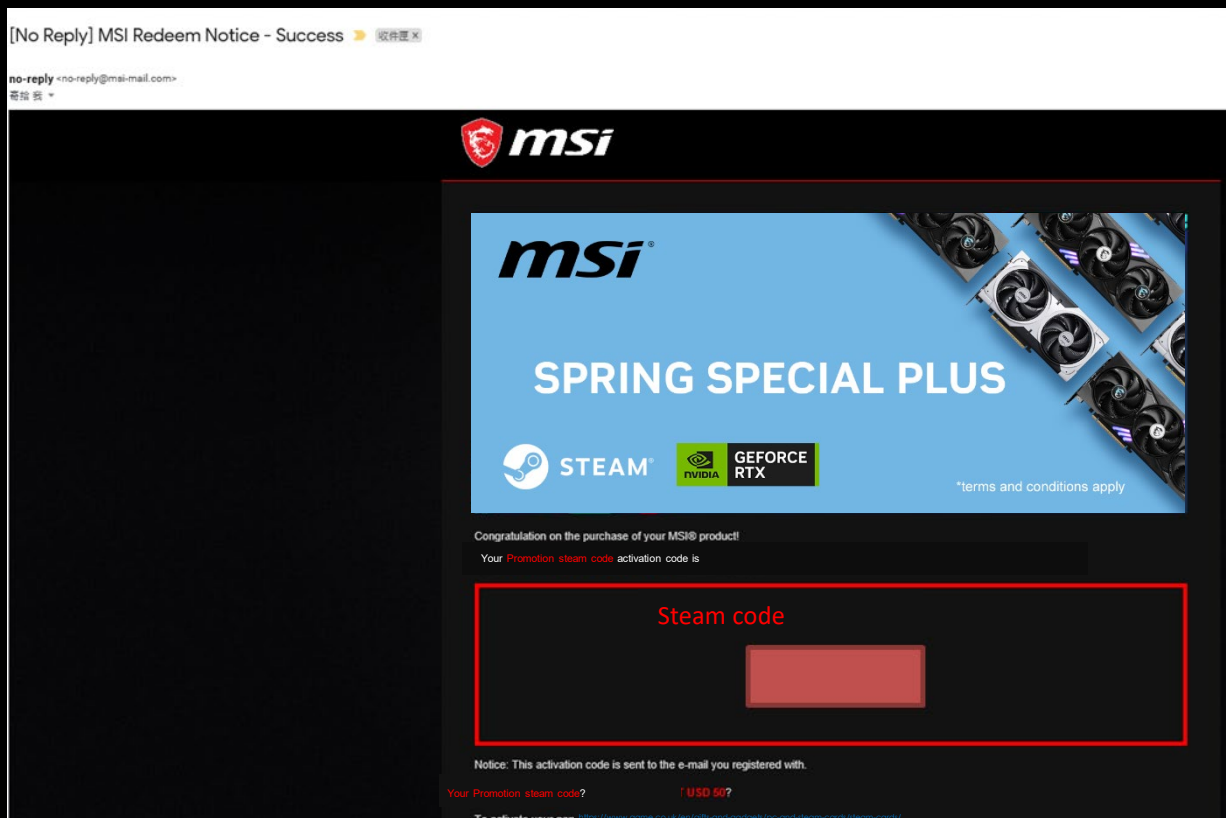 [No Reply] MSI Redeem Notice - Success 收件匣 ×
no-reply <no-reply@msi-mail.com>
寄給 我
msi
msi®
SPRING SPECIAL PLUS
STEAM®
NVIDIA
GEFORCE
RTX
*terms and conditions apply
Congratulation on the purchase of your MSI® product!
Your Promotion steam code activation code is
Steam code
Notice: This activation code is sent to the e-mail you registered with.
Your Promotion steam code? USD 50?